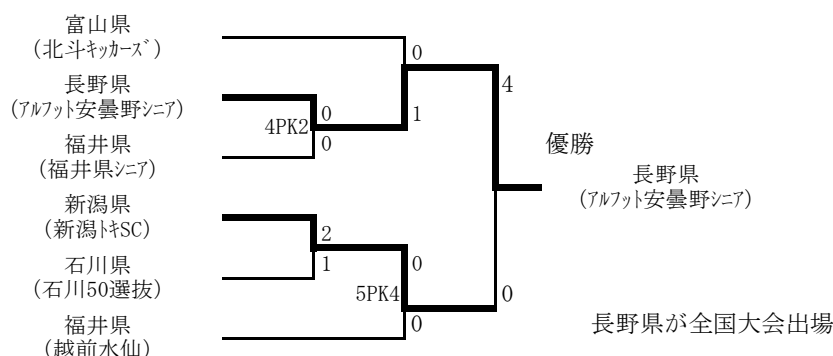 富山県
(北斗キッカーズ)
0
長野県
(アルフット安曇野シニア)
4
0
1
4PK2
福井県
(福井県シニア)
0
優勝
長野県
(アルフット安曇野シニア)
新潟県
(新潟トキSC)
2
石川県
(石川50選抜)
1
0
5PK4
0
福井県
(越前水仙)
0
長野県が全国大会出場